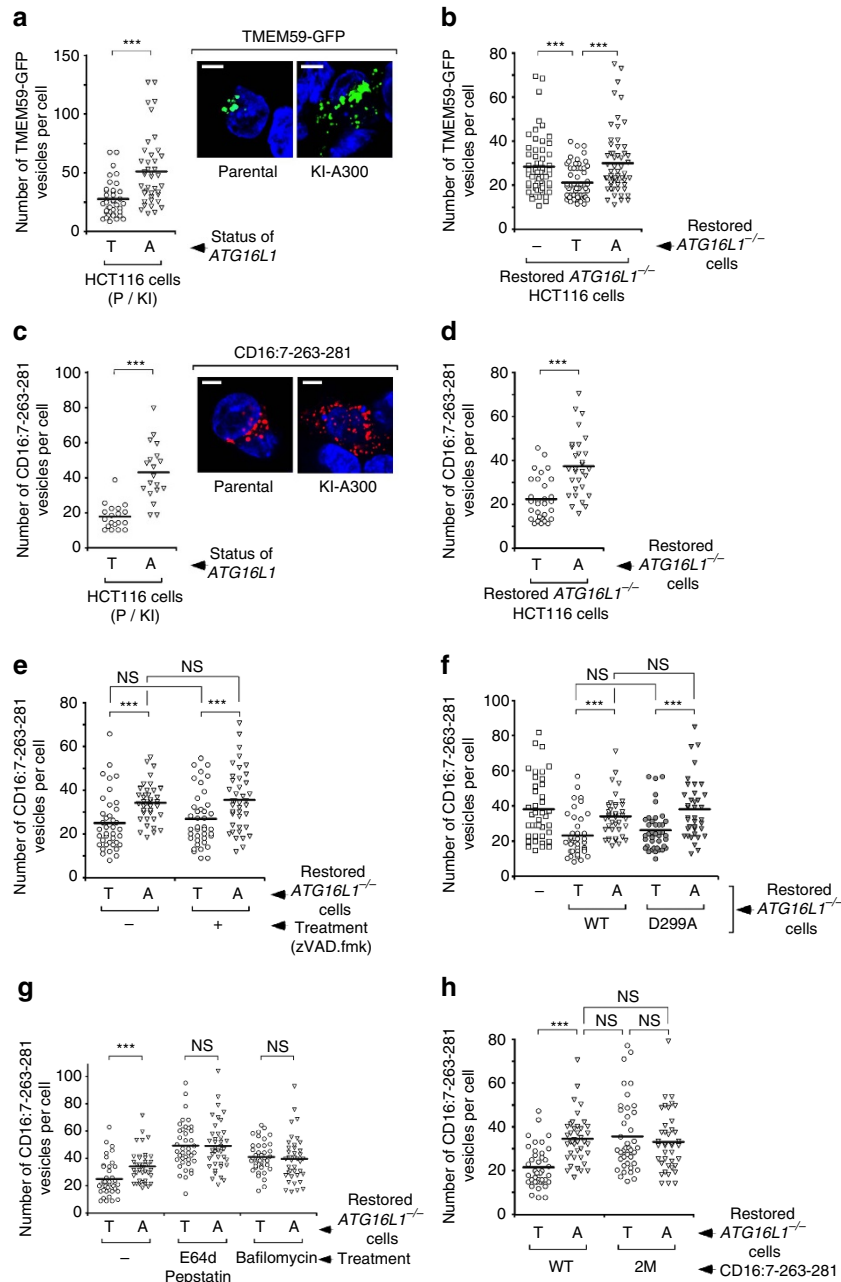 a
***
TMEM59-GFP
Number of TMEM59-GFP
vesicles per cell
150
100
50
0
T A
Parental KI-A300
Status of
ATG16L1
HCT116 cells
(P / KI)
b
*** ***
Number of TMEM59-GFP
vesicles per cell
80
60
40
20
0
– T A
Restored
ATG16L1–/–
cells
Restored ATG16L1–/–
HCT116 cells
c
***
CD16:7-263-281
Number of CD16:7-263-281
vesicles per cell
100
80
60
40
20
0
T A
Parental KI-A300
Status of
ATG16L1
HCT116 cells
(P / KI)
d
***
Number of CD16:7-263-281
vesicles per cell
80
60
40
20
0
T A
Restored
ATG16L1–/–
cells
Restored ATG16L1–/–
HCT116 cells
e
NS
NS
*** ***
Number of CD16:7-263-281
vesicles per cell
80
60
40
20
0
T A T A
Restored
ATG16L1–/–
cells
– +
Treatment
(zVAD.fmk)
f
NS
NS
*** ***
Number of CD16:7-263-281
vesicles per cell
100
80
60
40
20
0
– T A T A
WT D299A
Restored
ATG16L1–/–
cells
g
*** NS NS
Number of CD16:7-263-281
vesicles per cell
100
80
60
40
20
0
T A T A T A
Restored
ATG16L1–/–
cells
– E64d Bafilomycin Treatment
Pepstatin
h
NS
*** NS NS
Number of CD16:7-263-281
vesicles per cell
80
60
40
20
0
T A T A
Restored
ATG16L1–/–
cells
WT 2M CD16:7-263-281